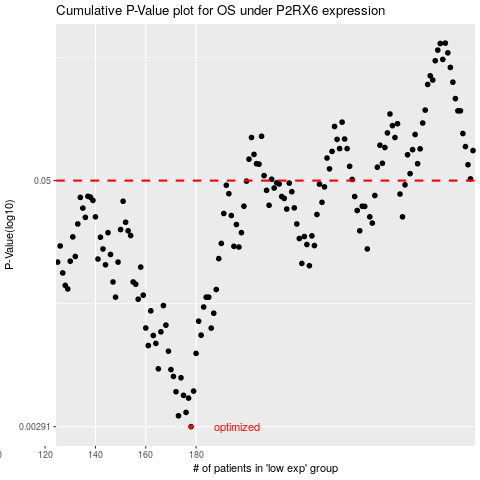 Cumulative P-Value plot for OS under P2RX6 expression
P-Value(log10)
0.05
0.00291
optimized
0 120 140 160 180
# of patients in 'low exp' group